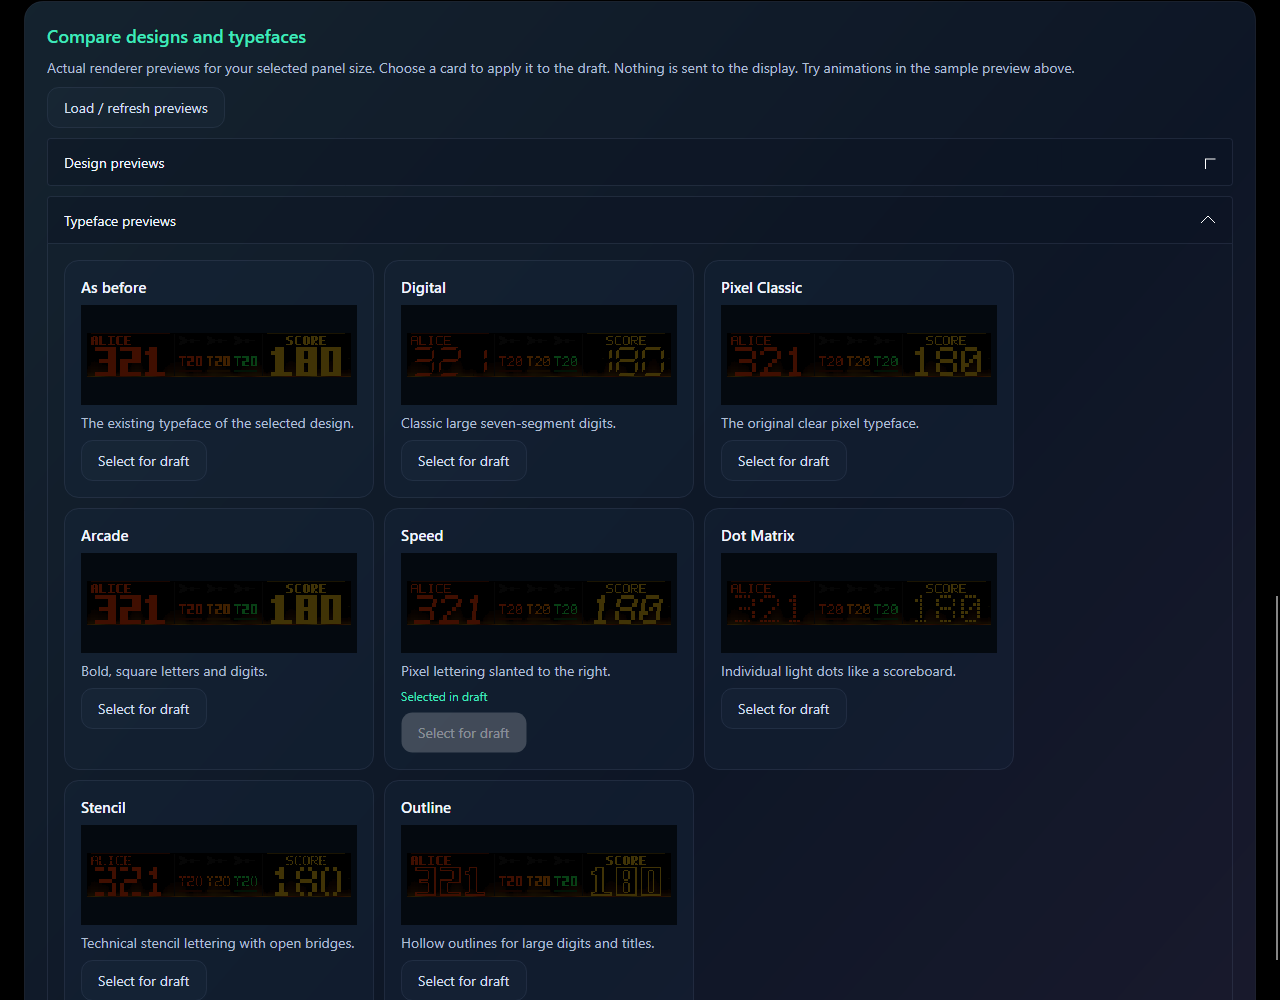 Compare designs and typefaces
Actual renderer previews for your selected panel size. Choose a card to apply it to the draft. Nothing is sent to the display. Try animations in the sample preview above.
Load / refresh previews
Design previews
Typeface previews
As before
ALICE
SCORE
321
T20 T20 T20
180
The existing typeface of the selected design.
Select for draft
Digital
ALICE
SCORE
321
T20 T20 T20
180
Classic large seven-segment digits.
Select for draft
Pixel Classic
ALICE
SCORE
321
T20 T20 T20
180
The original clear pixel typeface.
Select for draft
Arcade
ALICE
SCORE
321
T20 T20 T20
180
Bold, square letters and digits.
Select for draft
Speed
ALICE
SCORE
321
T20 T20 T20
180
Pixel lettering slanted to the right.
Selected in draft
Select for draft
Dot Matrix
ALICE
SCORE
321
T20 T20 T20
180
Individual light dots like a scoreboard.
Select for draft
Stencil
ALICE
SCORE
321
T20 T20 T20
180
Technical stencil lettering with open bridges.
Select for draft
Outline
ALICE
SCORE
321
T20 T20 T20
180
Hollow outlines for large digits and titles.
Select for draft